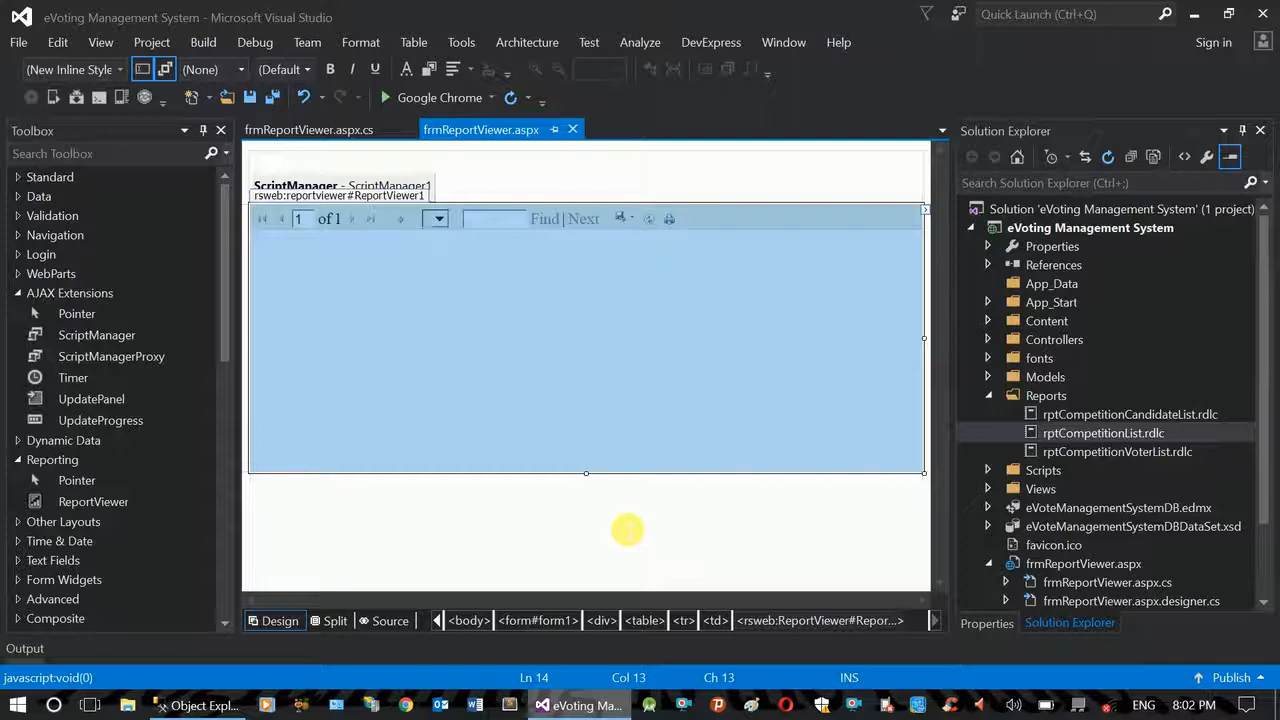 eVoting Management System - Microsoft Visual Studio
Quick Launch (Ctrl+Q)
File Edit View Project Build Debug Team Format Table Tools Architecture Test Analyze DevExpress Window Help
Sign in
(New Inline Style (None) (Default B I U A
Google Chrome
Toolbox
frmReportViewer.aspx.cs
frmReportViewer.aspx
Solution Explorer
Search Toolbox
Search Solution Explorer (Ctrl+;)
Standard
Data
Validation
Navigation
Login
WebParts
AJAX Extensions
Pointer
ScriptManager
ScriptManagerProxy
Timer
UpdatePanel
UpdateProgress
Dynamic Data
Reporting
Pointer
ReportViewer
Other Layouts
Time & Date
Text Fields
Item Templates
Advanced
Composite
ScriptManager - ScriptManager1
rsweb:reportviewer#ReportViewer1
1 of 1 Find | Next
Design Split Source <body> <form#form1> <div> <table> <tr> <td> <rsweb:ReportViewer#Repor...>
Solution 'eVoting Management System' (1 project)
eVoting Management System
Properties
References
App_Data
App_Start
Content
Controllers
fonts
Models
Reports
rptCompetitionCandidateList.rdlc
rptCompetitionList.rdlc
rptCompetitionVoterList.rdlc
Scripts
Views
eVoteManagementSystemDB.edmx
eVoteManagementSystemDBDataSet.xsd
favicon.ico
frmReportViewer.aspx
frmReportViewer.aspx.cs
frmReportViewer.aspx.designer.cs
Properties Solution Explorer
Output
javascript:void(0) Ln 14 Col 13 Ch 13 INS Publish
Object Expl... eVoting Ma... ENG 8:02 PM